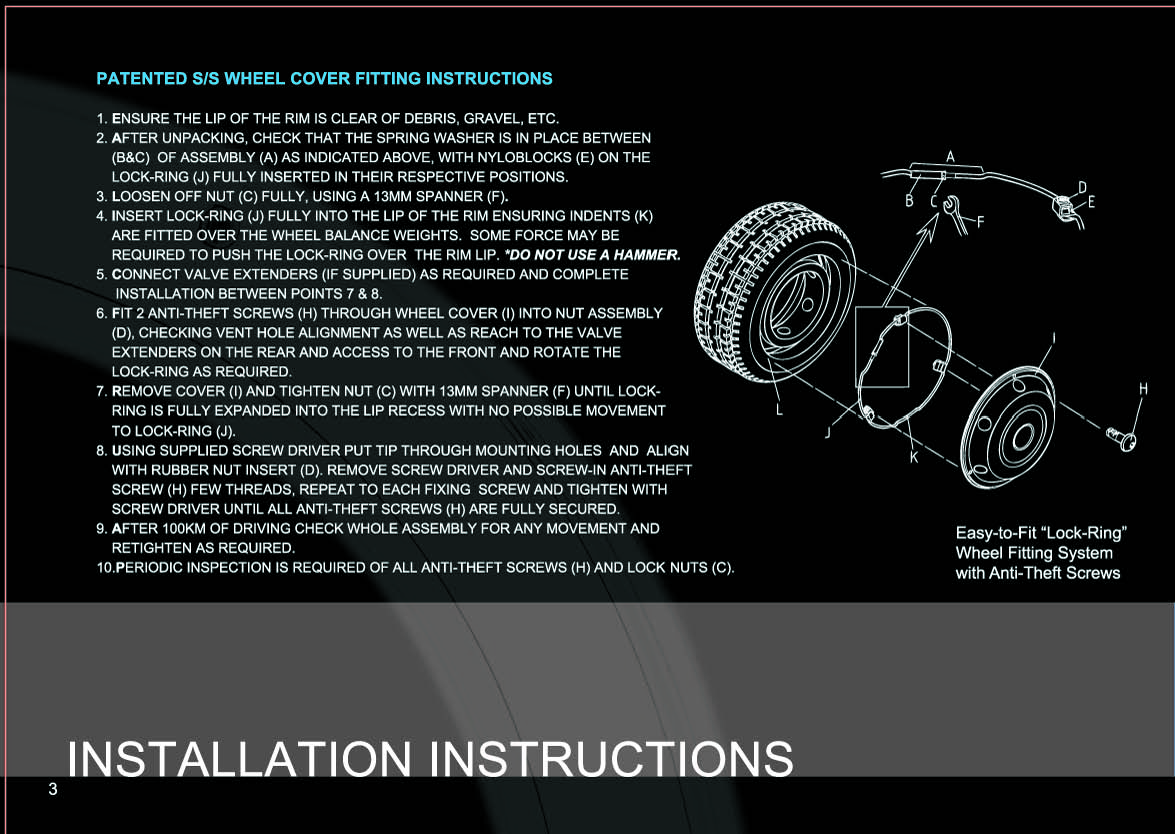 PATENTED S/S WHEEL COVER FITTING INSTRUCTIONS
1. ENSURE THE LIP OF THE RIM IS CLEAR OF DEBRIS, GRAVEL, ETC.
2. AFTER UNPACKING, CHECK THAT THE SPRING WASHER IS IN PLACE BETWEEN
(B&C) OF ASSEMBLY (A) AS INDICATED ABOVE, WITH NYLOBLOCKS (E) ON THE
LOCK-RING (J) FULLY INSERTED IN THEIR RESPECTIVE POSITIONS.
3. LOOSEN OFF NUT (C) FULLY, USING A 13MM SPANNER (F).
4. INSERT LOCK-RING (J) FULLY INTO THE LIP OF THE RIM ENSURING INDENTS (K)
ARE FITTED OVER THE WHEEL BALANCE WEIGHTS. SOME FORCE MAY BE
REQUIRED TO PUSH THE LOCK-RING OVER THE RIM LIP. *DO NOT USE A HAMMER.
5. CONNECT VALVE EXTENDERS (IF SUPPLIED) AS REQUIRED AND COMPLETE
INSTALLATION BETWEEN POINTS 7 & 8.
6. FIT 2 ANTI-THEFT SCREWS (H) THROUGH WHEEL COVER (I) INTO NUT ASSEMBLY
(D), CHECKING VENT HOLE ALIGNMENT AS WELL AS REACH TO THE VALVE
EXTENDERS ON THE REAR AND ACCESS TO THE FRONT AND ROTATE THE
LOCK-RING AS REQUIRED.
7. REMOVE COVER (I) AND TIGHTEN NUT (C) WITH 13MM SPANNER (F) UNTIL LOCK-
RING IS FULLY EXPANDED INTO THE LIP RECESS WITH NO POSSIBLE MOVEMENT
TO LOCK-RING (J).
8. USING SUPPLIED SCREW DRIVER PUT TIP THROUGH MOUNTING HOLES AND ALIGN
WITH RUBBER NUT INSERT (D). REMOVE SCREW DRIVER AND SCREW-IN ANTI-THEFT
SCREW (H) FEW THREADS, REPEAT TO EACH FIXING SCREW AND TIGHTEN WITH
SCREW DRIVER UNTIL ALL ANTI-THEFT SCREWS (H) ARE FULLY SECURED.
9. AFTER 100KM OF DRIVING CHECK WHOLE ASSEMBLY FOR ANY MOVEMENT AND
RETIGHTEN AS REQUIRED.
10.PERIODIC INSPECTION IS REQUIRED OF ALL ANTI-THEFT SCREWS (H) AND LOCK NUTS (C).
A
B
C
D
E
F
I
H
L
J
K
Easy-to-Fit “Lock-Ring”
Wheel Fitting System
with Anti-Theft Screws
INSTALLATION INSTRUCTIONS
3